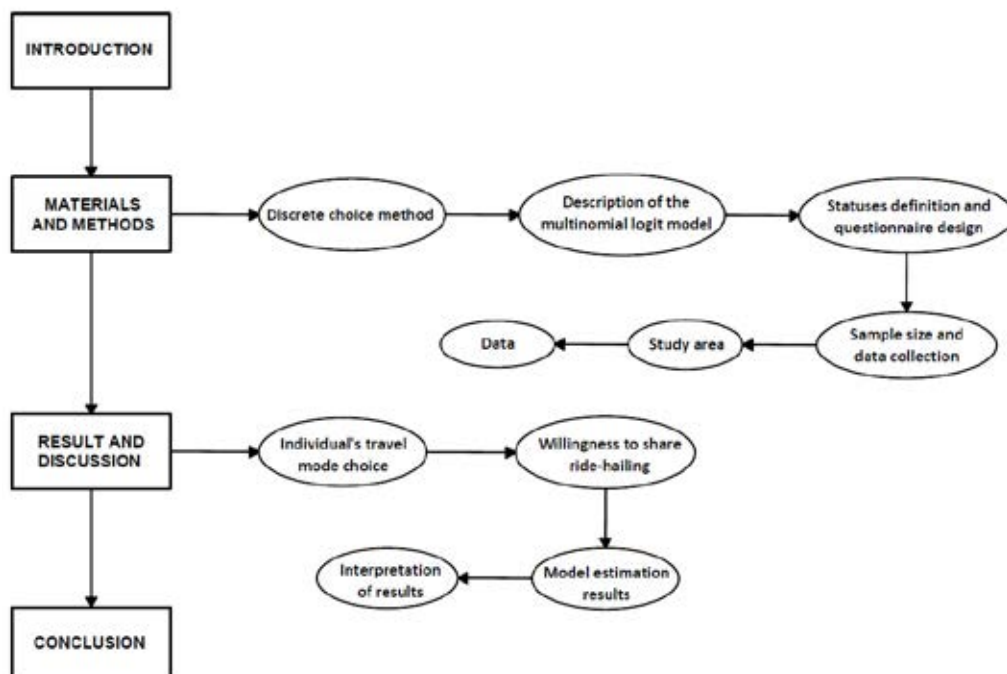 INTRODUCTION
MATERIALS
AND METHODS
Discrete choice method
Description of the
multinomial logit model
Statuses definition and
questionnaire design
Sample size and
data collection
Study area
Data
RESULT AND
DISCUSSION
Individual's travel
mode choice
Willingness to share
ride-hailing
Model estimation
results
Interpretation
of results
CONCLUSION